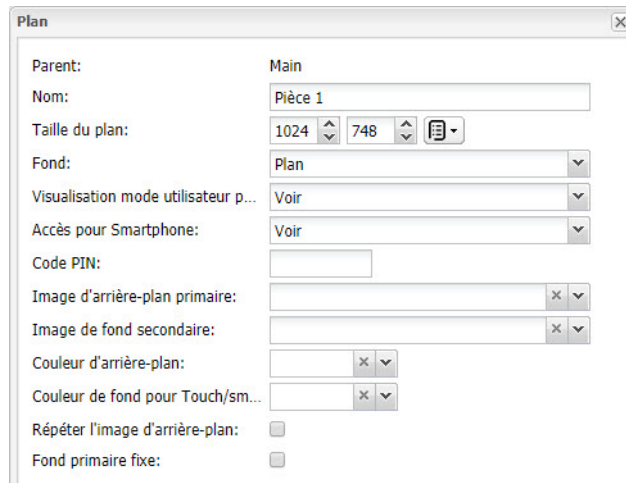 Plan
Parent: Main
Nom: Pièce 1
Taille du plan: 1024 748
Fond: Plan
Visualisation mode utilisateur p... Voir
Accès pour Smartphone: Voir
Code PIN:
Image d'arrière-plan primaire:
Image de fond secondaire:
Couleur d'arrière-plan:
Couleur de fond pour Touch/sm...
Répéter l'image d'arrière-plan:
Fond primaire fixe: